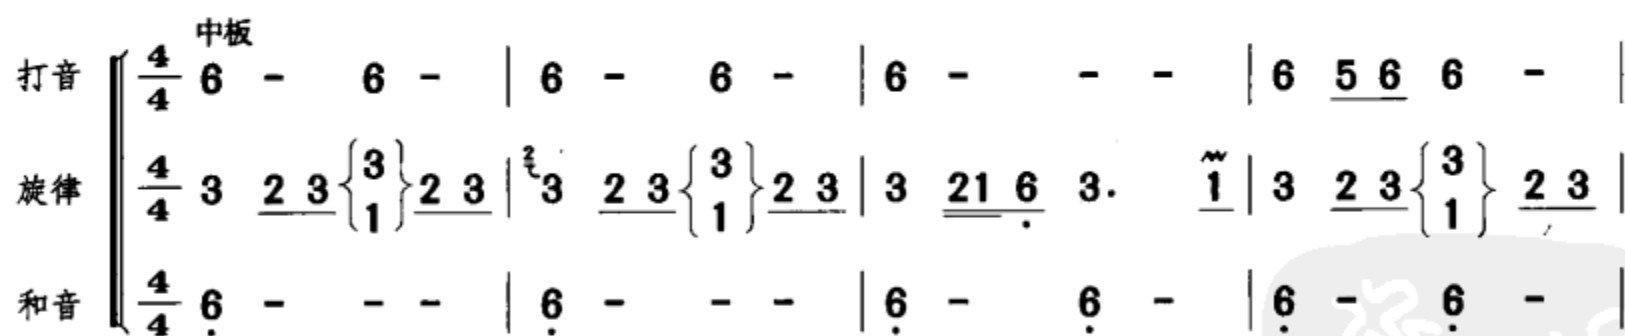 中板
打音 4/4 6 - 6 - | 6 - 6 - | 6 - - - | 6 5 6 6 - |
旋律 4/4 3 2 3 {3 1} 2 3 | 2 3 2 3 {3 1} 2 3 | 3 21 6 3. 1 | 3 2 3 {3 1} 2 3 |
和音 4/4 6 - - - | 6 - - - | 6 - 6 - | 6 - 6 - |